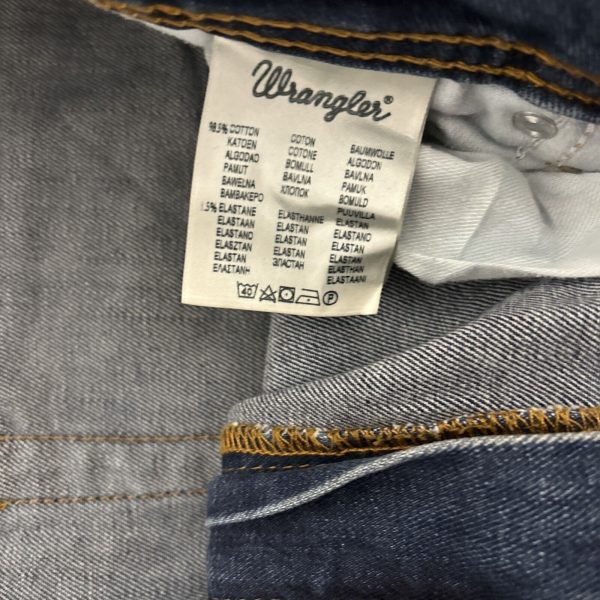 Wrangler®
98.5% COTTON COTON BAUMWOLLE
KATOEN COTONE ALGODON
ALGODAO BOMULL BAVLNA
PAMUT BAVLNA PAMUK
BAWELNA ХЛОПОК BOMULD
BAMBAKEPO PUUVILLA
1.5% ELASTANE ELASTHANNE ELASTAN
ELASTAAN ELASTAN ELASTANO
ELASTANO ELASTAN ELASTAN
ELASZTAN ELASTAN ELASTAN
ELASTAN ЭЛАСТАН ELASTHAN
ΕΛΑΣΤΑΝΗ ELASTAANI
40 P